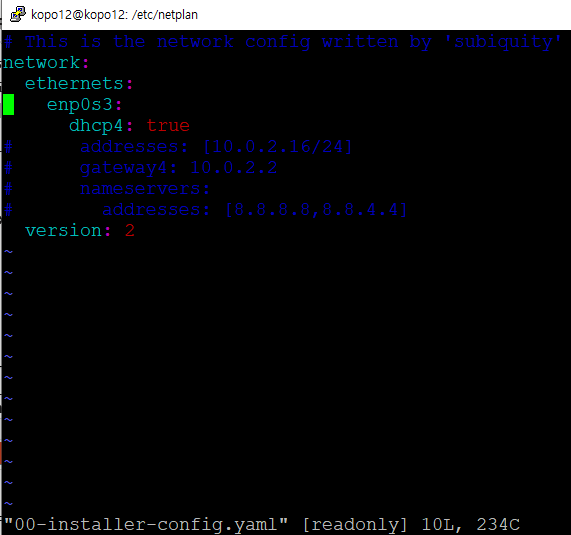 kopo12@kopo12: /etc/netplan
# This is the network config written by 'subiquity'
network:
  ethernets:
    enp0s3:
      dhcp4: true
#      addresses: [10.0.2.16/24]
#      gateway4: 10.0.2.2
#      nameservers:
#        addresses: [8.8.8.8,8.8.4.4]
  version: 2
~
~
~
~
~
~
~
~
~
~
~
~
~
"00-installer-config.yaml" [readonly] 10L, 234C